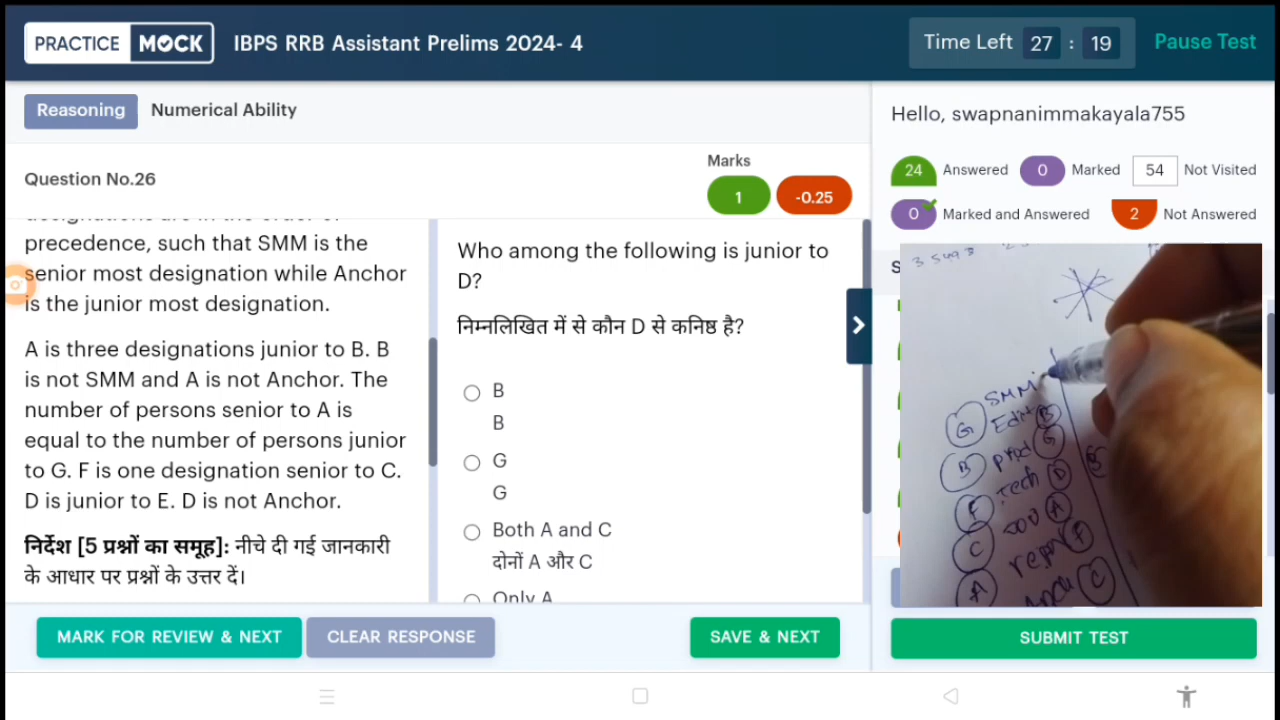 PRACTICE MOCK IBPS RRB Assistant Prelims 2024- 4 Time Left 27 : 19 Pause Test
Reasoning Numerical Ability
Hello, swapnanimmakayala755
Question No.26
Marks
1 -0.25
24 Answered 0 Marked 54 Not Visited
0 Marked and Answered 2 Not Answered
precedence, such that SMM is the
senior most designation while Anchor
is the junior most designation.
A is three designations junior to B. B
is not SMM and A is not Anchor. The
number of persons senior to A is
equal to the number of persons junior
to G. F is one designation senior to C.
D is junior to E. D is not Anchor.
निर्देश [5 प्रश्नों का समूह]: नीचे दी गई जानकारी
के आधार पर प्रश्नों के उत्तर दें।
Who among the following is junior to
D?
निम्नलिखित में से कौन D से कनिष्ठ है?
B
B
G
G
Both A and C
दोनों A और C
Only A
SMM
G
B
B prod G
F Tech D
C A
A F
C
MARK FOR REVIEW & NEXT CLEAR RESPONSE SAVE & NEXT SUBMIT TEST